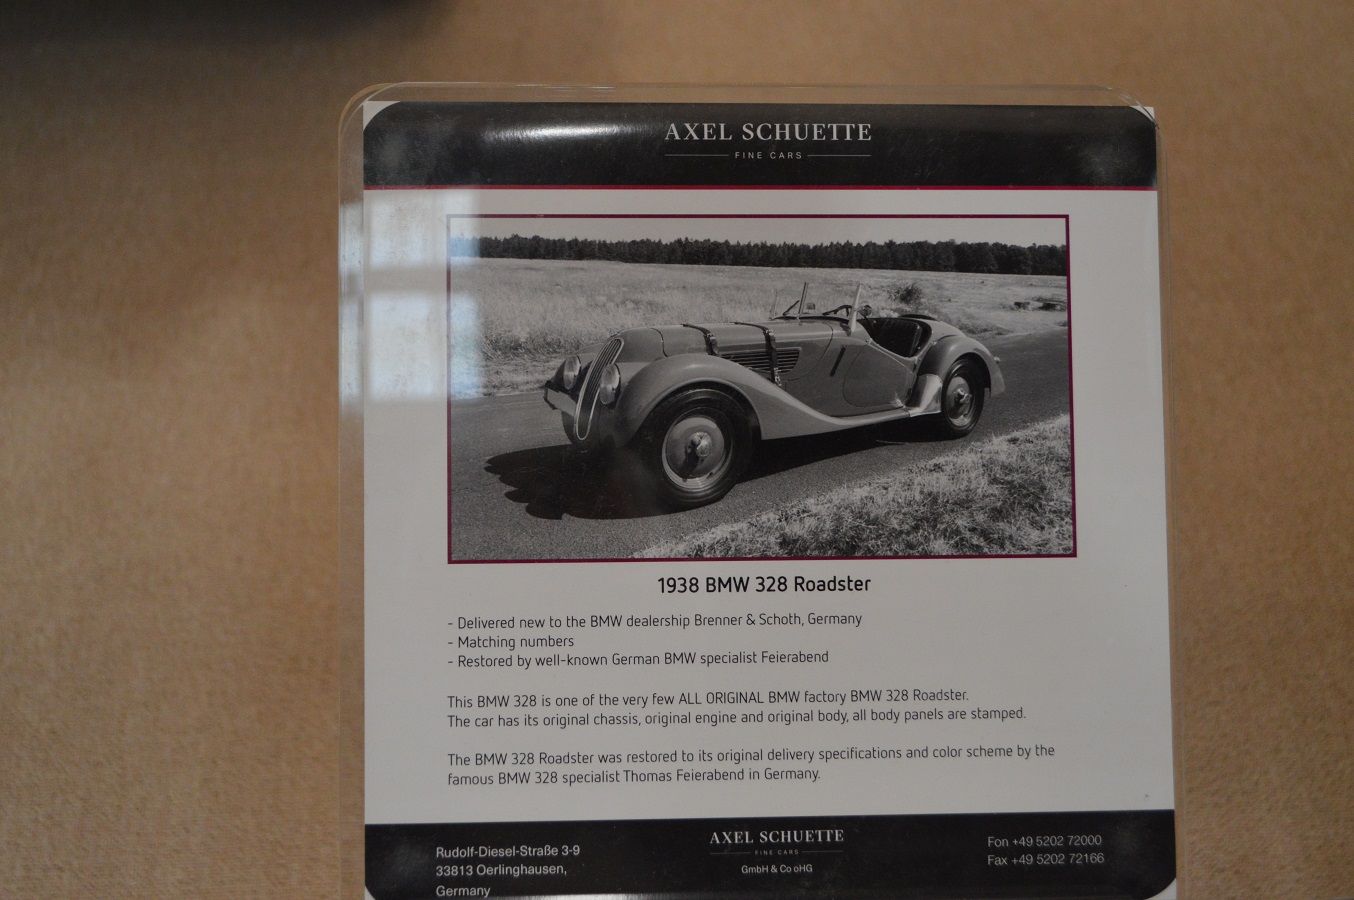 AXEL SCHUETTE
FINE CARS
1938 BMW 328 Roadster
- Delivered new to the BMW dealership Brenner & Schoth, Germany
- Matching numbers
- Restored by well-known German BMW specialist Feierabend
This BMW 328 is one of the very few ALL ORIGINAL BMW factory BMW 328 Roadster.
The car has its original chassis, original engine and original body, all body panels are stamped.
The BMW 328 Roadster was restored to its original delivery specifications and color scheme by the
famous BMW 328 specialist Thomas Feierabend in Germany.
Rudolf-Diesel-Straße 3-9
33813 Oerlinghausen,
Germany
AXEL SCHUETTE
FINE CARS
GmbH & Co oHG
Fon +49 5202 72000
Fax +49 5202 72166